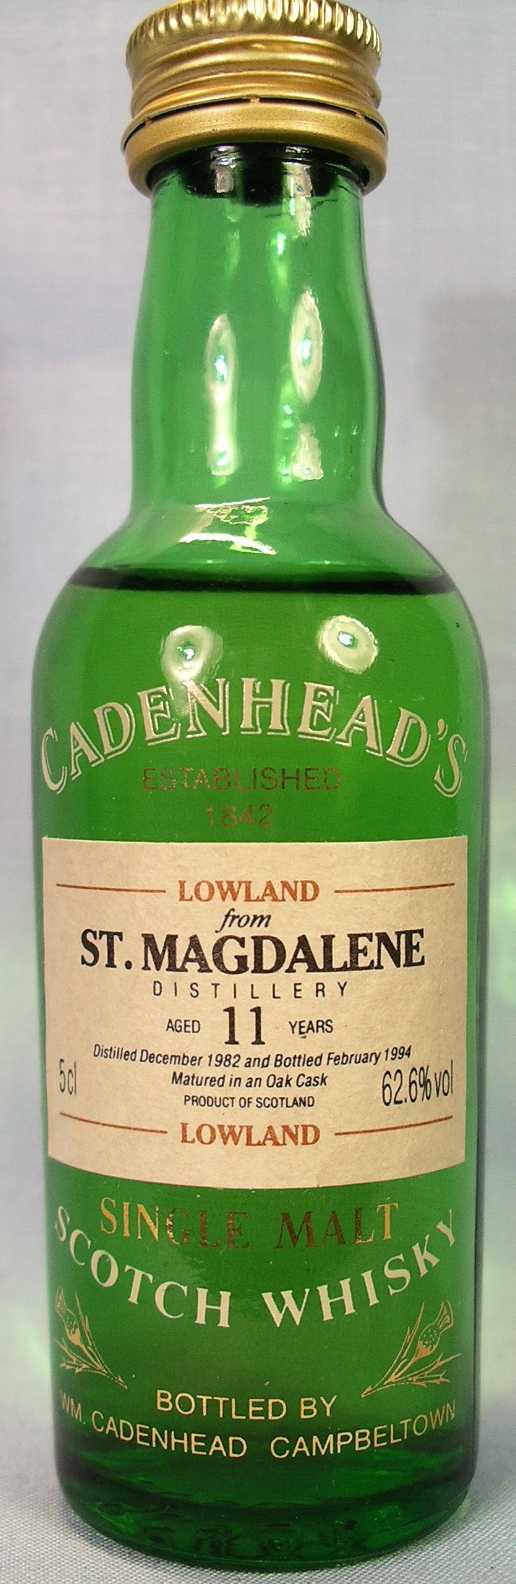 CADENHEAD'S
ESTABLISHED
1842
LOWLAND
from
ST. MAGDALENE
DISTILLERY
AGED 11 YEARS
Distilled December 1982 and Bottled February 1994
Matured in an Oak Cask
5cl 62.6% vol
PRODUCT OF SCOTLAND
LOWLAND
SINGLE MALT
SCOTCH WHISKY
BOTTLED BY
WM. CADENHEAD CAMPBELTOWN